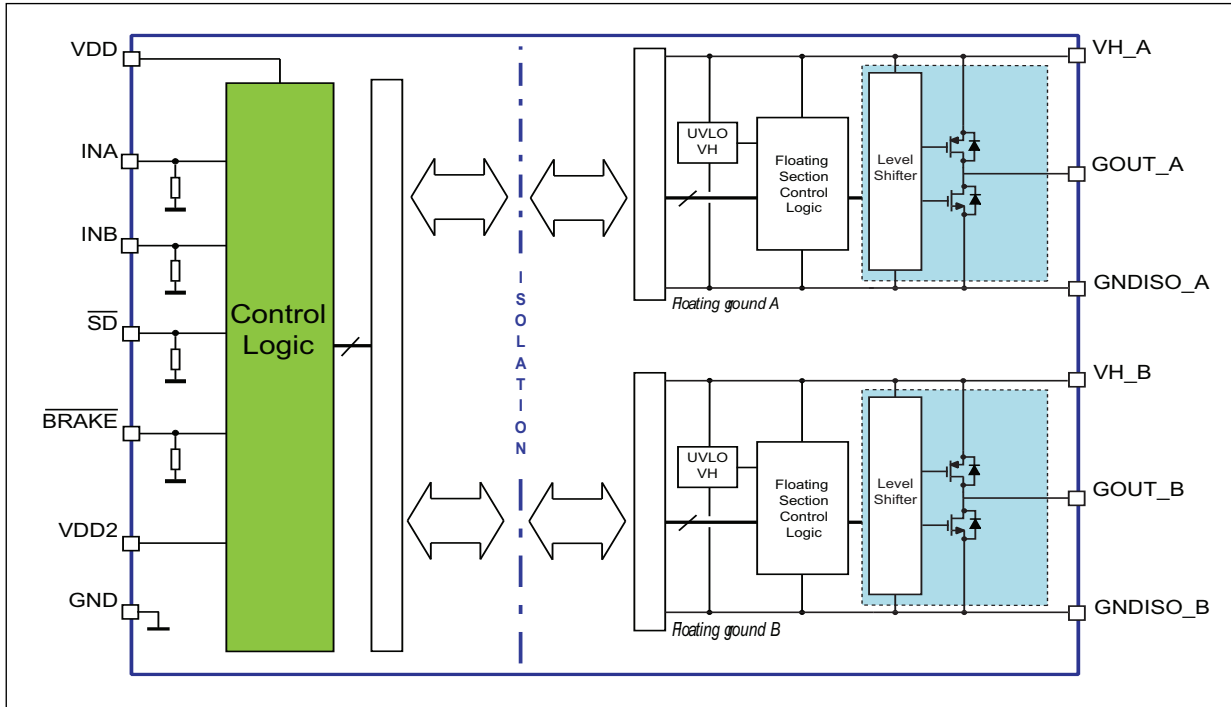 VDD
INA
INB
SD
BRAKE
VDD2
GND
Control
Logic
ISOLATION
UVLO
VH
Floating
Section
Control
Logic
Level
Shifter
Floating ground A
VH_A
GOUT_A
GNDISO_A
UVLO
VH
Floating
Section
Control
Logic
Level
Shifter
Floating ground B
VH_B
GOUT_B
GNDISO_B